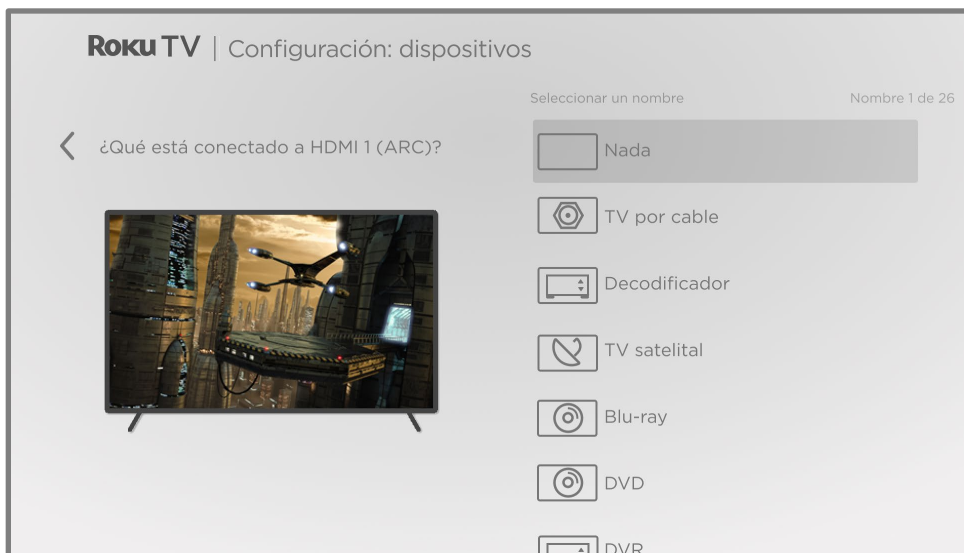 Roku TV | Configuración: dispositivos
Seleccionar un nombre
Nombre 1 de 26
¿Qué está conectado a HDMI 1 (ARC)?
Nada
TV por cable
Decodificador
TV satelital
Blu-ray
DVD
DVR